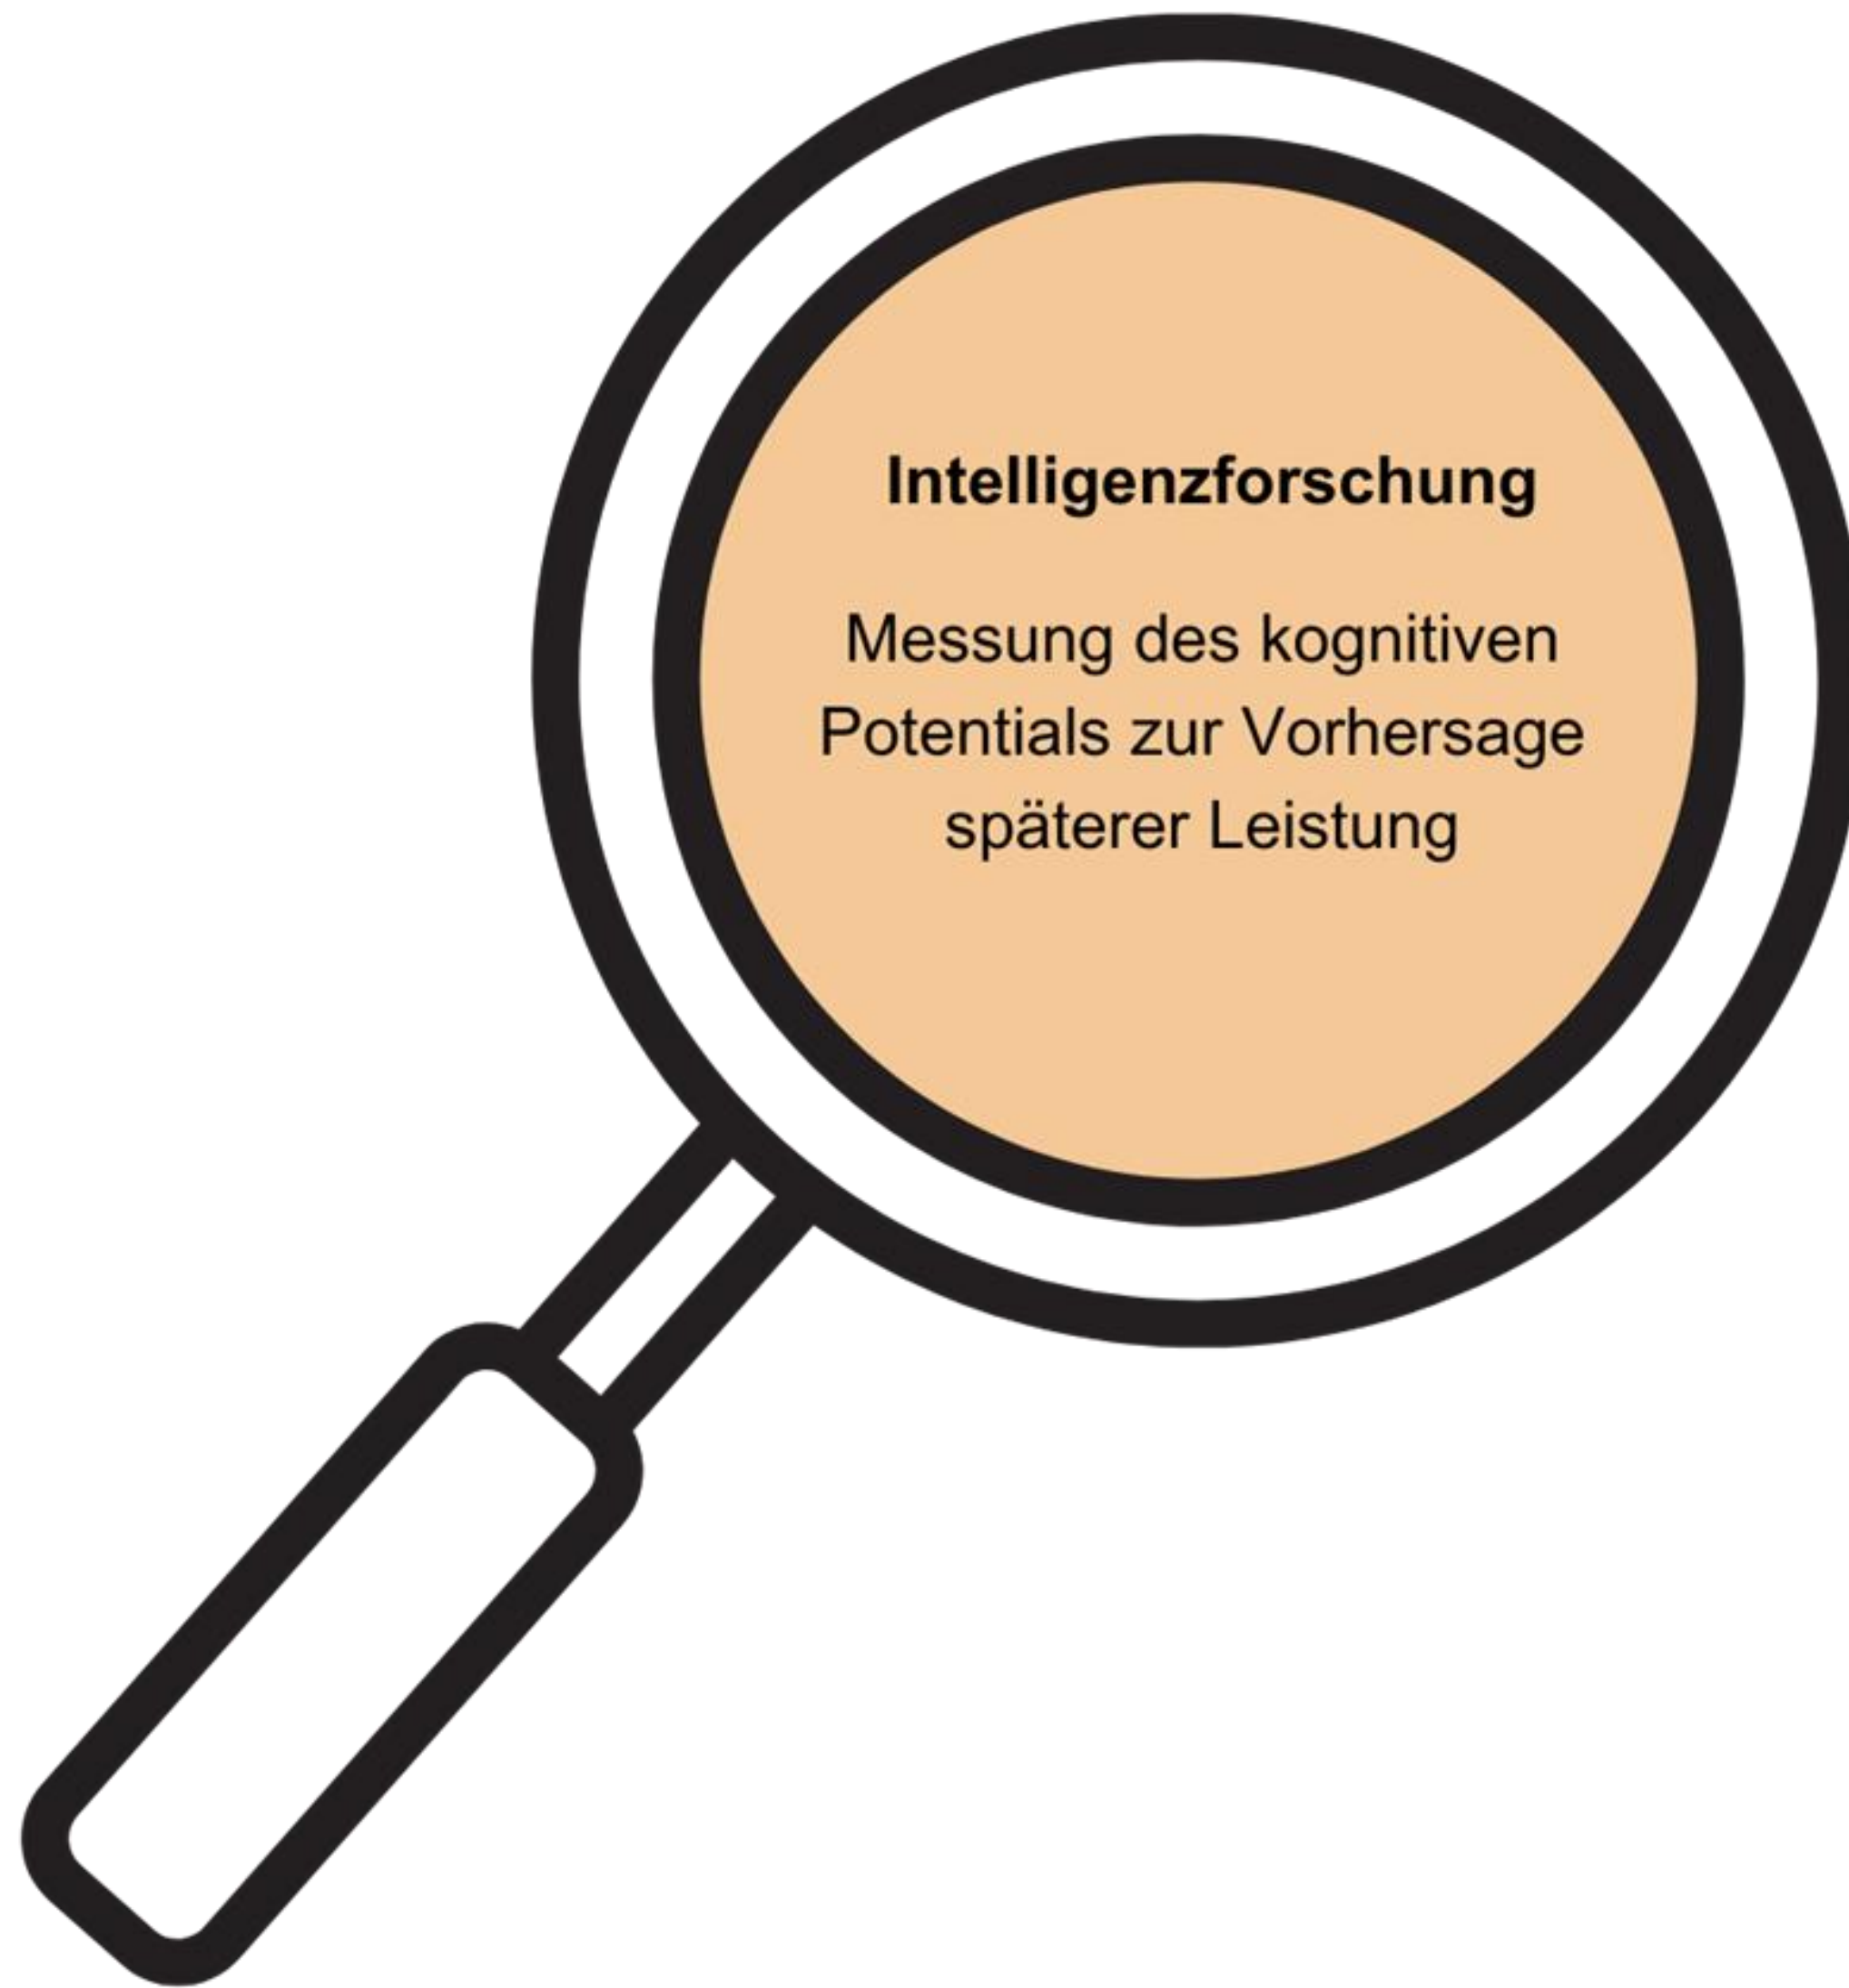 Intelligenzforschung
Messung des kognitiven
Potentials zur Vorhersage
späterer Leistung